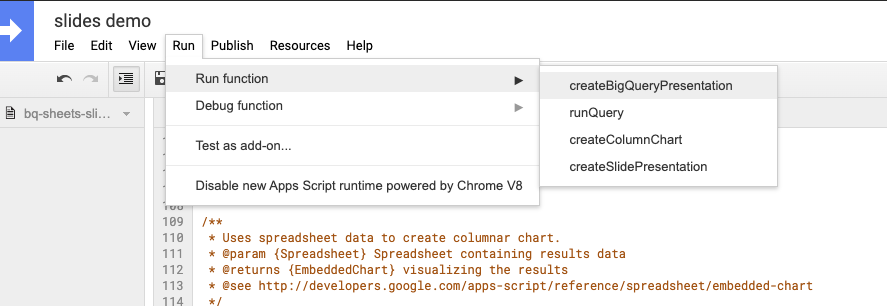 slides demo
File Edit View Run Publish Resources Help
Run function
createBigQueryPresentation
Debug function
runQuery
bq-sheets-sli...
createColumnChart
Test as add-on...
createSlidePresentation
Disable new Apps Script runtime powered by Chrome V8
109 /**
110 * Uses spreadsheet data to create columnar chart.
111 * @param {Spreadsheet} Spreadsheet containing results data
112 * @returns {EmbeddedChart} visualizing the results
113 * @see http://developers.google.com/apps-script/reference/spreadsheet/embedded-chart
114 */